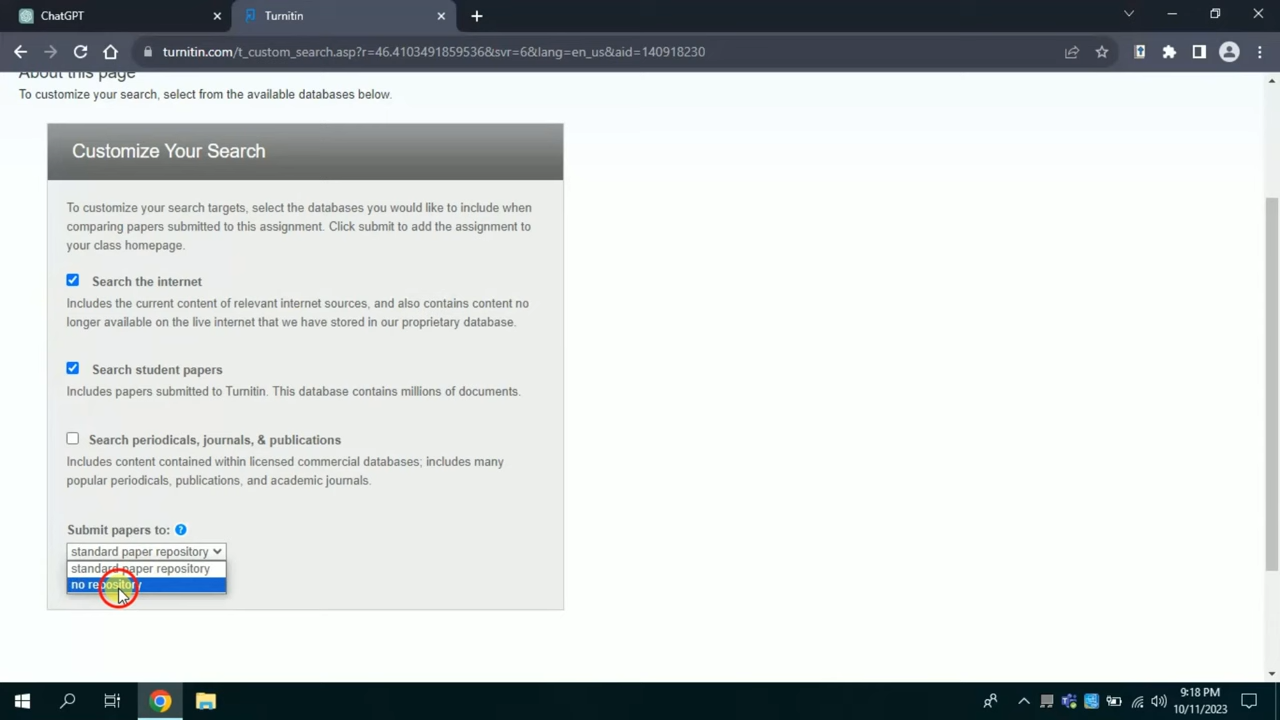 ChatGPT
Turnitin
turnitin.com/t_custom_search.asp?r=46.4103491859536&svr=6&lang=en_us&aid=140918230
About this page
To customize your search, select from the available databases below.
Customize Your Search
To customize your search targets, select the databases you would like to include when
comparing papers submitted to this assignment. Click submit to add the assignment to
your class homepage.
Search the internet
Includes the current content of relevant internet sources, and also contains content no
longer available on the live internet that we have stored in our proprietary database.
Search student papers
Includes papers submitted to Turnitin. This database contains millions of documents.
Search periodicals, journals, & publications
Includes content contained within licensed commercial databases; includes many
popular periodicals, publications, and academic journals.
Submit papers to: ?
standard paper repository
standard paper repository
no repository
9:18 PM
10/11/2023